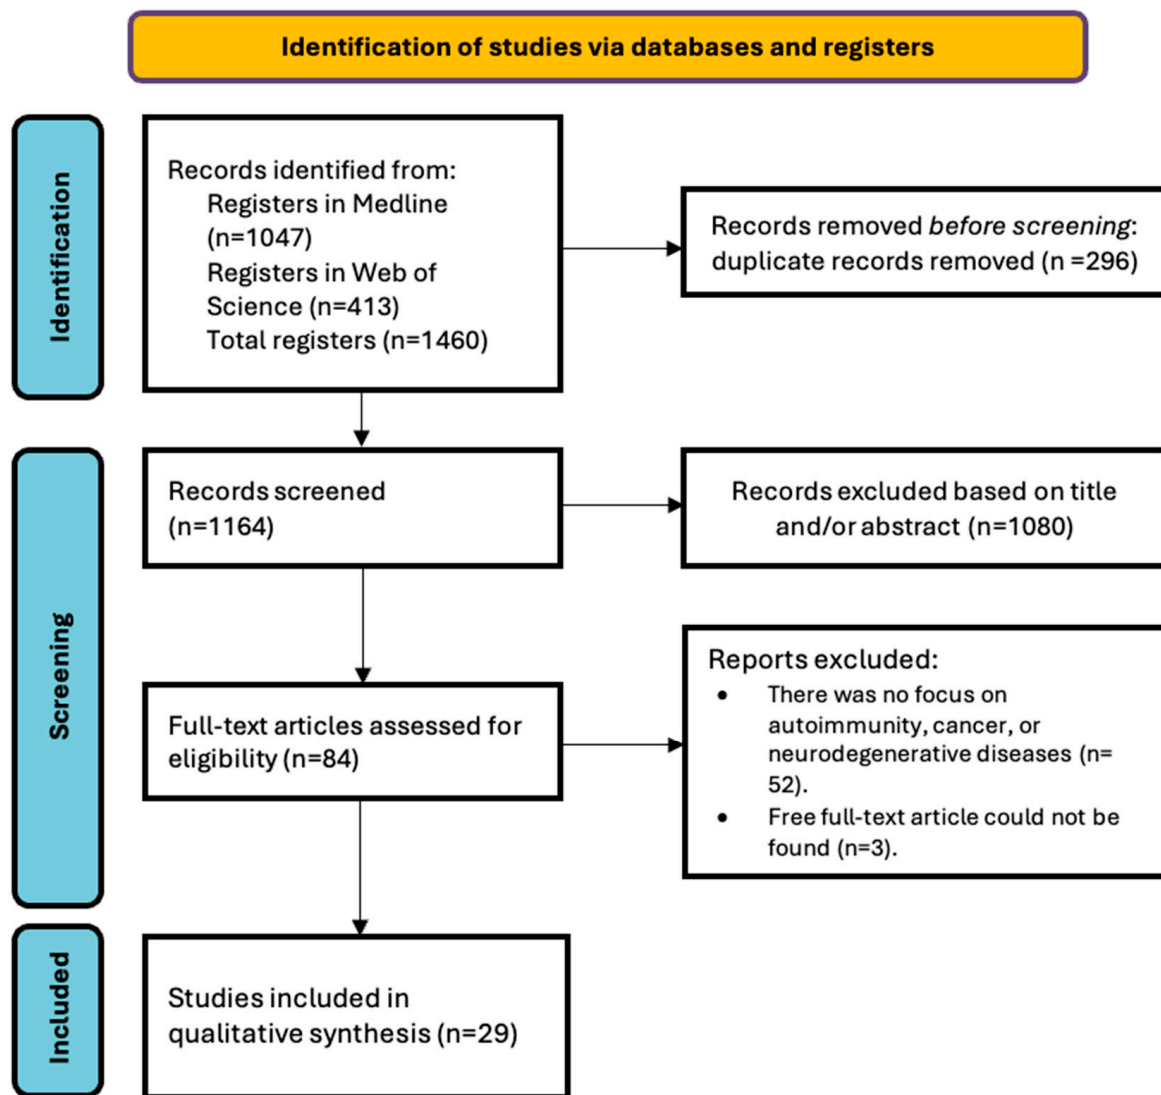 Identification of studies via databases and registers
Identification
Records identified from:
Registers in Medline
(n=1047)
Registers in Web of
Science (n=413)
Total registers (n=1460)
Records removed before screening:
duplicate records removed (n =296)
Screening
Records screened
(n=1164)
Records excluded based on title
and/or abstract (n=1080)
Full-text articles assessed for
eligibility (n=84)
Reports excluded:
• There was no focus on
autoimmunity, cancer, or
neurodegenerative diseases (n=
52).
• Free full-text article could not be
found (n=3).
Included
Studies included in
qualitative synthesis (n=29)